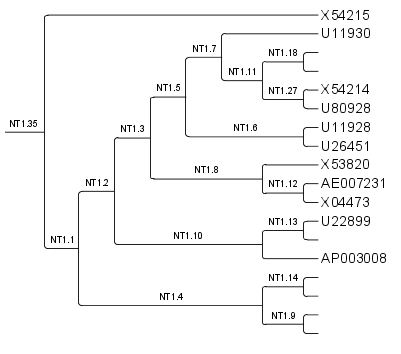 X54215
U11930
NT1.7
NT1.18
NT1.11
NT1.5
NT1.27
X54214
U80928
NT1.35
NT1.3
NT1.6
U11928
U26451
X53820
NT1.8
NT1.2
NT1.12
AE007231
X04473
NT1.13
U22899
NT1.1
NT1.10
AP003008
NT1.14
NT1.4
NT1.9